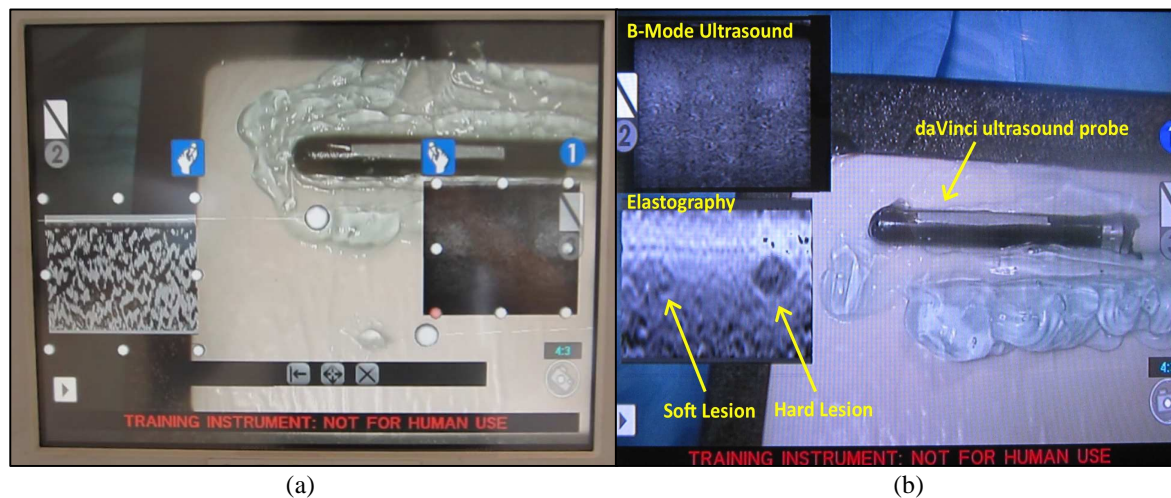 2
1
4:3
TRAINING INSTRUMENT: NOT FOR HUMAN USE
(a)
B-Mode Ultrasound
2
daVinci ultrasound probe
Elastography
Soft Lesion
Hard Lesion
TRAINING INSTRUMENT: NOT FOR HUMAN USE
(b)